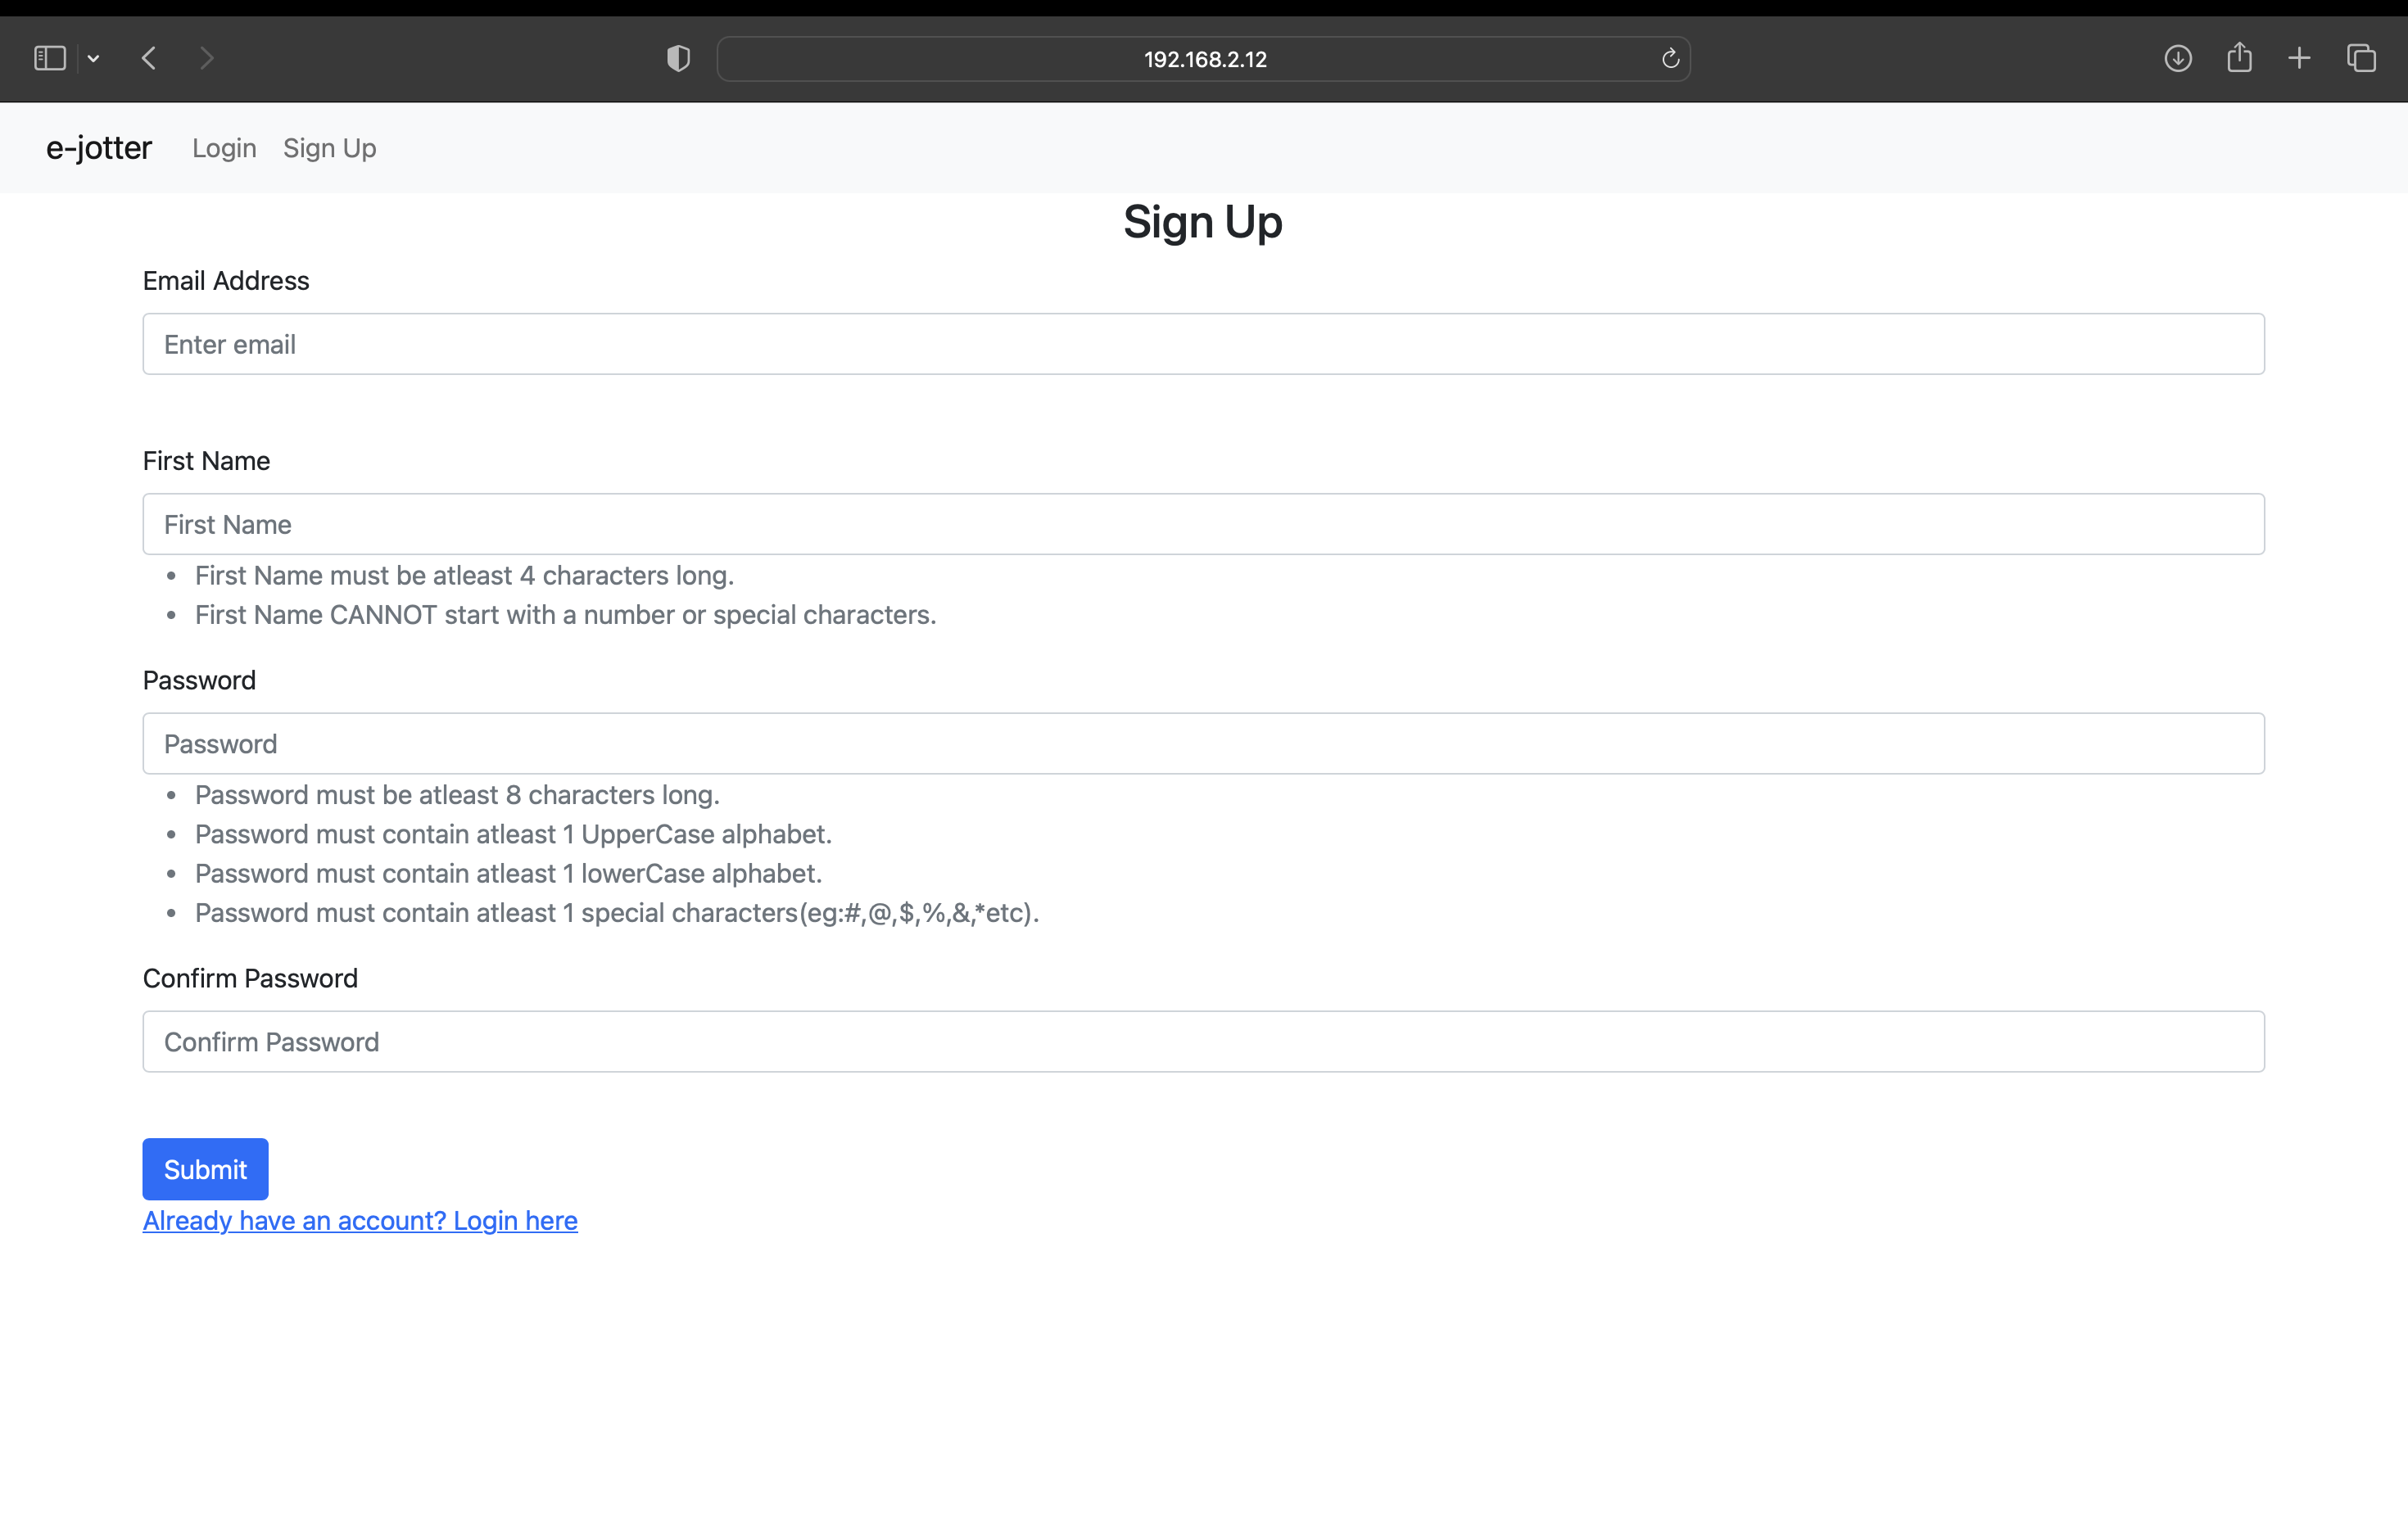 192.168.2.12
e-jotter Login Sign Up
Sign Up
Email Address
Enter email
First Name
First Name
• First Name must be atleast 4 characters long.
• First Name CANNOT start with a number or special characters.
Password
Password
• Password must be atleast 8 characters long.
• Password must contain atleast 1 UpperCase alphabet.
• Password must contain atleast 1 lowerCase alphabet.
• Password must contain atleast 1 special characters(eg:#,@,$,%,&,*etc).
Confirm Password
Confirm Password
Submit
Already have an account? Login here